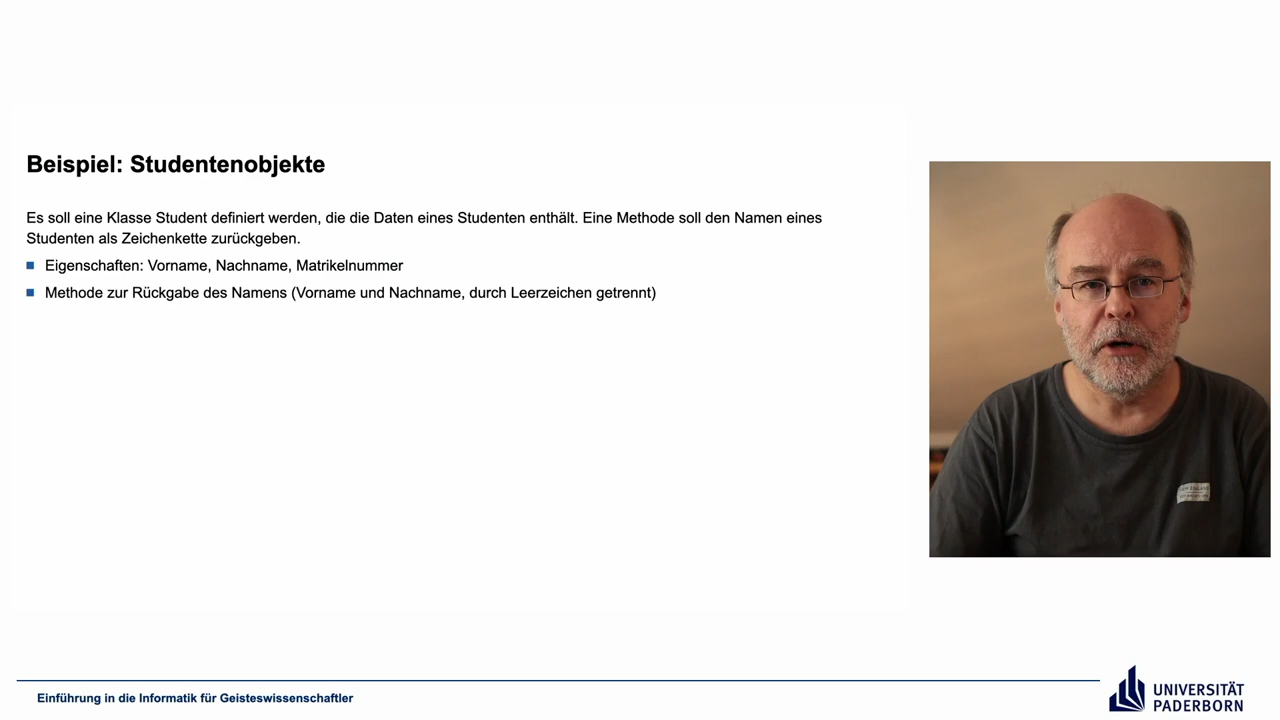 Beispiel: Studentenobjekte
Es soll eine Klasse Student definiert werden, die die Daten eines Studenten enthält. Eine Methode soll den Namen eines
Studenten als Zeichenkette zurückgeben.
Eigenschaften: Vorname, Nachname, Matrikelnummer
Methode zur Rückgabe des Namens (Vorname und Nachname, durch Leerzeichen getrennt)
Einführung in die Informatik für Geisteswissenschaftler
UNIVERSITÄT
PADERBORN